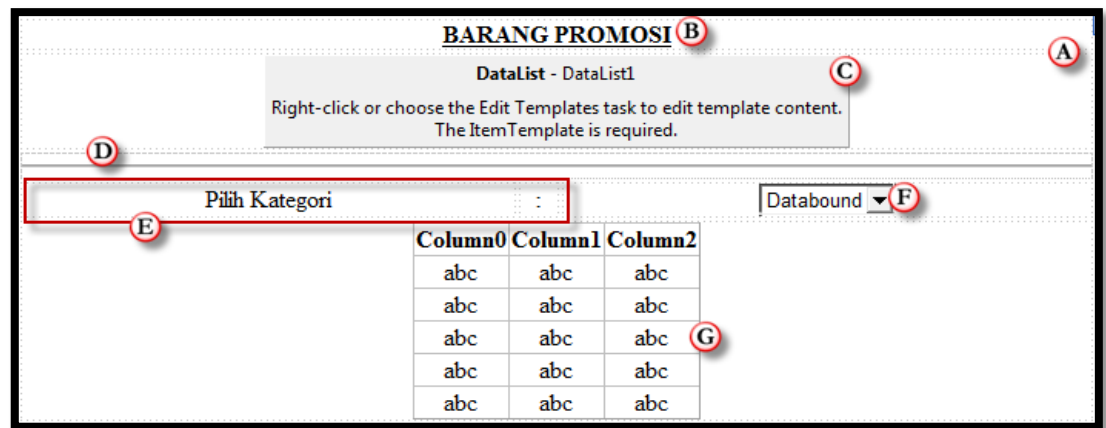 BARANG PROMOSI B
A
DataList - DataList1 C
Right-click or choose the Edit Templates task to edit template content.
The ItemTemplate is required.
D
Pilih Kategori : Databound F
E
Column0 Column1 Column2
abc abc abc
abc abc abc
abc abc abc G
abc abc abc
abc abc abc